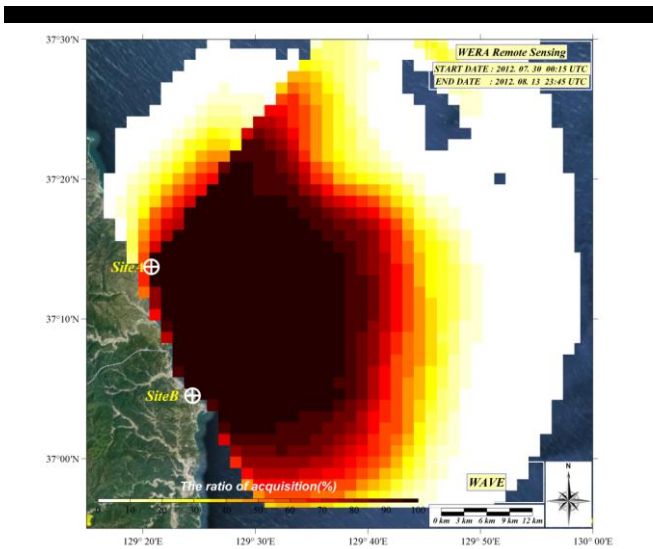 37°30'N
WERA Remote Sensing
START DATE : 2012. 07. 30 00:15 UTC
END DATE : 2012. 08. 13 23:45 UTC
37°20'N
SiteA
37°10'N
SiteB
37°00'N
The ratio of acquisition(%)
0 10 20 30 40 50 60 70 80 90 100
WAVE
N
0 km 3 km 6 km 9 km 12 km
129° 20'E 129° 30'E 129° 40'E 129° 50'E 130° 00'E